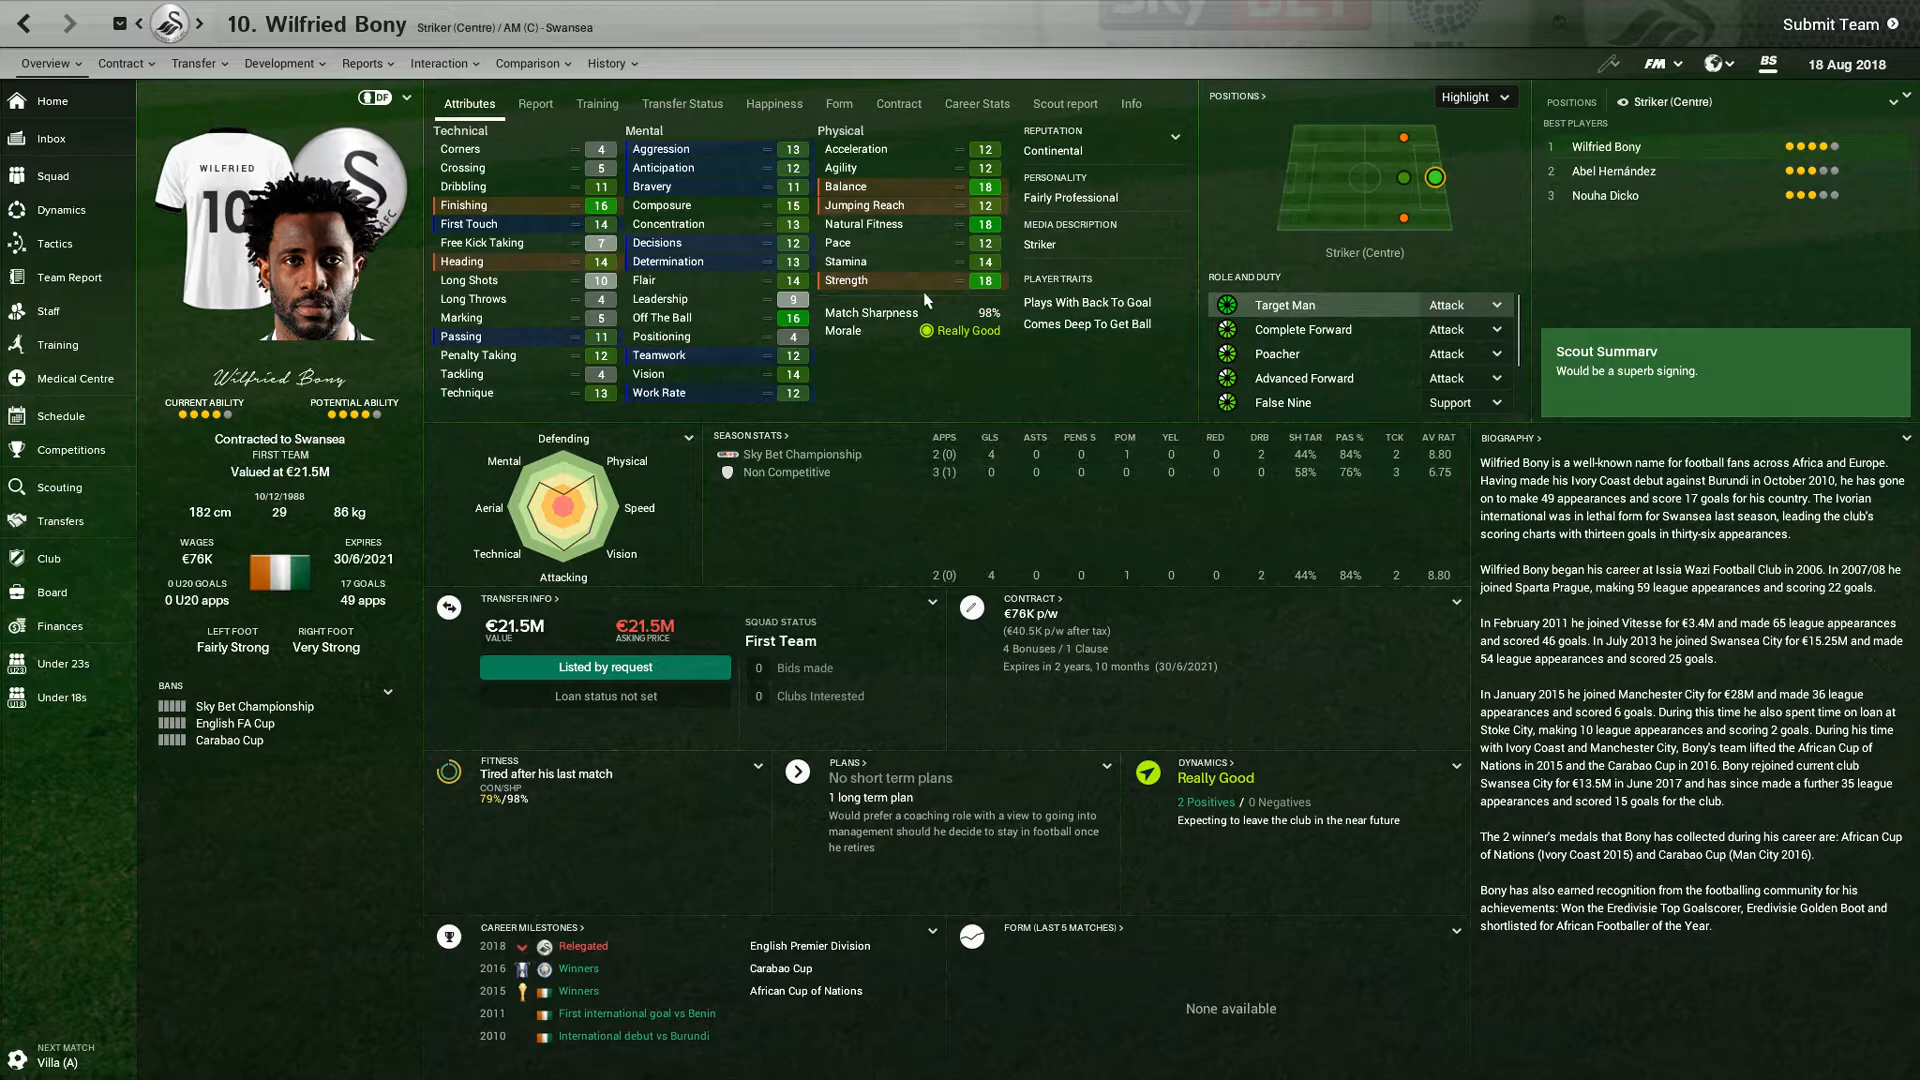 10. Wilfried Bony Striker (Centre) / AM (C) - Swansea
Submit Team
Overview Contract Transfer Development Reports Interaction Comparison History
FM BS 18 Aug 2018
Home
Inbox
Squad
Dynamics
Tactics
Team Report
Staff
Training
Medical Centre
Schedule
Competitions
Scouting
Transfers
Club
Board
Finances
Under 23s
Under 18s
NEXT MATCH
Villa (A)
DF
WILFRIED
10
Wilfried Bony
CURRENT ABILITY POTENTIAL ABILITY
Contracted to Swansea
FIRST TEAM
Valued at €21.5M
10/12/1988
182 cm 29 86 kg
WAGES EXPIRES
€76K 30/6/2021
0 U20 GOALS 17 GOALS
0 U20 apps 49 apps
LEFT FOOT RIGHT FOOT
Fairly Strong Very Strong
BANS
Sky Bet Championship
English FA Cup
Carabao Cup
Attributes Report Training Transfer Status Happiness Form Contract Career Stats Scout report Info
Technical
Corners 4
Crossing 5
Dribbling 11
Finishing 16
First Touch 14
Free Kick Taking 7
Heading 14
Long Shots 10
Long Throws 4
Marking 5
Passing 11
Penalty Taking 12
Tackling 4
Technique 13
Mental
Aggression 13
Anticipation 12
Bravery 11
Composure 15
Concentration 13
Decisions 12
Determination 13
Flair 14
Leadership 9
Off The Ball 16
Positioning 4
Teamwork 12
Vision 14
Work Rate 12
Physical
Acceleration 12
Agility 12
Balance 18
Jumping Reach 12
Natural Fitness 18
Pace 12
Stamina 14
Strength 18
Match Sharpness 98%
Morale Really Good
REPUTATION
Continental
PERSONALITY
Fairly Professional
MEDIA DESCRIPTION
Striker
PLAYER TRAITS
Plays With Back To Goal
Comes Deep To Get Ball
POSITIONS >
Highlight
Striker (Centre)
ROLE AND DUTY
Target Man Attack
Complete Forward Attack
Poacher Attack
Advanced Forward Attack
False Nine Support
POSITIONS Striker (Centre)
BEST PLAYERS
1 Wilfried Bony
2 Abel Hernández
3 Nouha Dicko
Scout Summary
Would be a superb signing.
Defending
Physical
Speed
Vision
Attacking
Technical
Aerial
Mental
SEASON STATS > APPS GLS ASTS PENS S POM YEL RED DRB SH TAR PAS % TCK AV RAT
Sky Bet Championship 2 (0) 4 0 0 1 0 0 2 44% 84% 2 8.80
Non Competitive 3 (1) 0 0 0 0 0 0 1 58% 76% 3 6.75
2 (0) 4 0 0 1 0 0 2 44% 84% 2 8.80
TRANSFER INFO >
€21.5M €21.5M
VALUE ASKING PRICE
Listed by request
Loan status not set
SQUAD STATUS
First Team
0 Bids made
0 Clubs Interested
CONTRACT >
€76K p/w
(€40.5K p/w after tax)
4 Bonuses / 1 Clause
Expires in 2 years, 10 months (30/6/2021)
FITNESS
Tired after his last match
CON/SHP
79%/98%
PLANS >
No short term plans
1 long term plan
Would prefer a coaching role with a view to going into
management should he decide to stay in football once
he retires
DYNAMICS >
Really Good
2 Positives / 0 Negatives
Expecting to leave the club in the near future
CAREER MILESTONES >
2018 Relegated English Premier Division
2016 Winners Carabao Cup
2015 Winners African Cup of Nations
2011 First international goal vs Benin
2010 International debut vs Burundi
FORM (LAST 5 MATCHES) >
None available
BIOGRAPHY >
Wilfried Bony is a well-known name for football fans across Africa and Europe.
Having made his Ivory Coast debut against Burundi in October 2010, he has gone
on to make 49 appearances and score 17 goals for his country. The Ivorian
international was in lethal form for Swansea last season, leading the club's
scoring charts with thirteen goals in thirty-six appearances.
Wilfried Bony began his career at Issia Wazi Football Club in 2006. In 2007/08 he
joined Sparta Prague, making 59 league appearances and scoring 22 goals.
In February 2011 he joined Vitesse for €3.4M and made 65 league appearances
and scored 46 goals. In July 2013 he joined Swansea City for €15.25M and made
54 league appearances and scored 25 goals.
In January 2015 he joined Manchester City for €28M and made 36 league
appearances and scored 6 goals. During this time he also spent time on loan at
Stoke City, making 10 league appearances and scoring 2 goals. During his time
with Ivory Coast and Manchester City, Bony's team lifted the African Cup of
Nations in 2015 and the Carabao Cup in 2016. Bony rejoined current club
Swansea City for €13.5M in June 2017 and has since made a further 35 league
appearances and scored 15 goals for the club.
The 2 winner's medals that Bony has collected during his career are: African Cup
of Nations (Ivory Coast 2015) and Carabao Cup (Man City 2016).
Bony has also earned recognition from the footballing community for his
achievements: Won the Eredivisie Top Goalscorer, Eredivisie Golden Boot and
shortlisted for African Footballer of the Year.